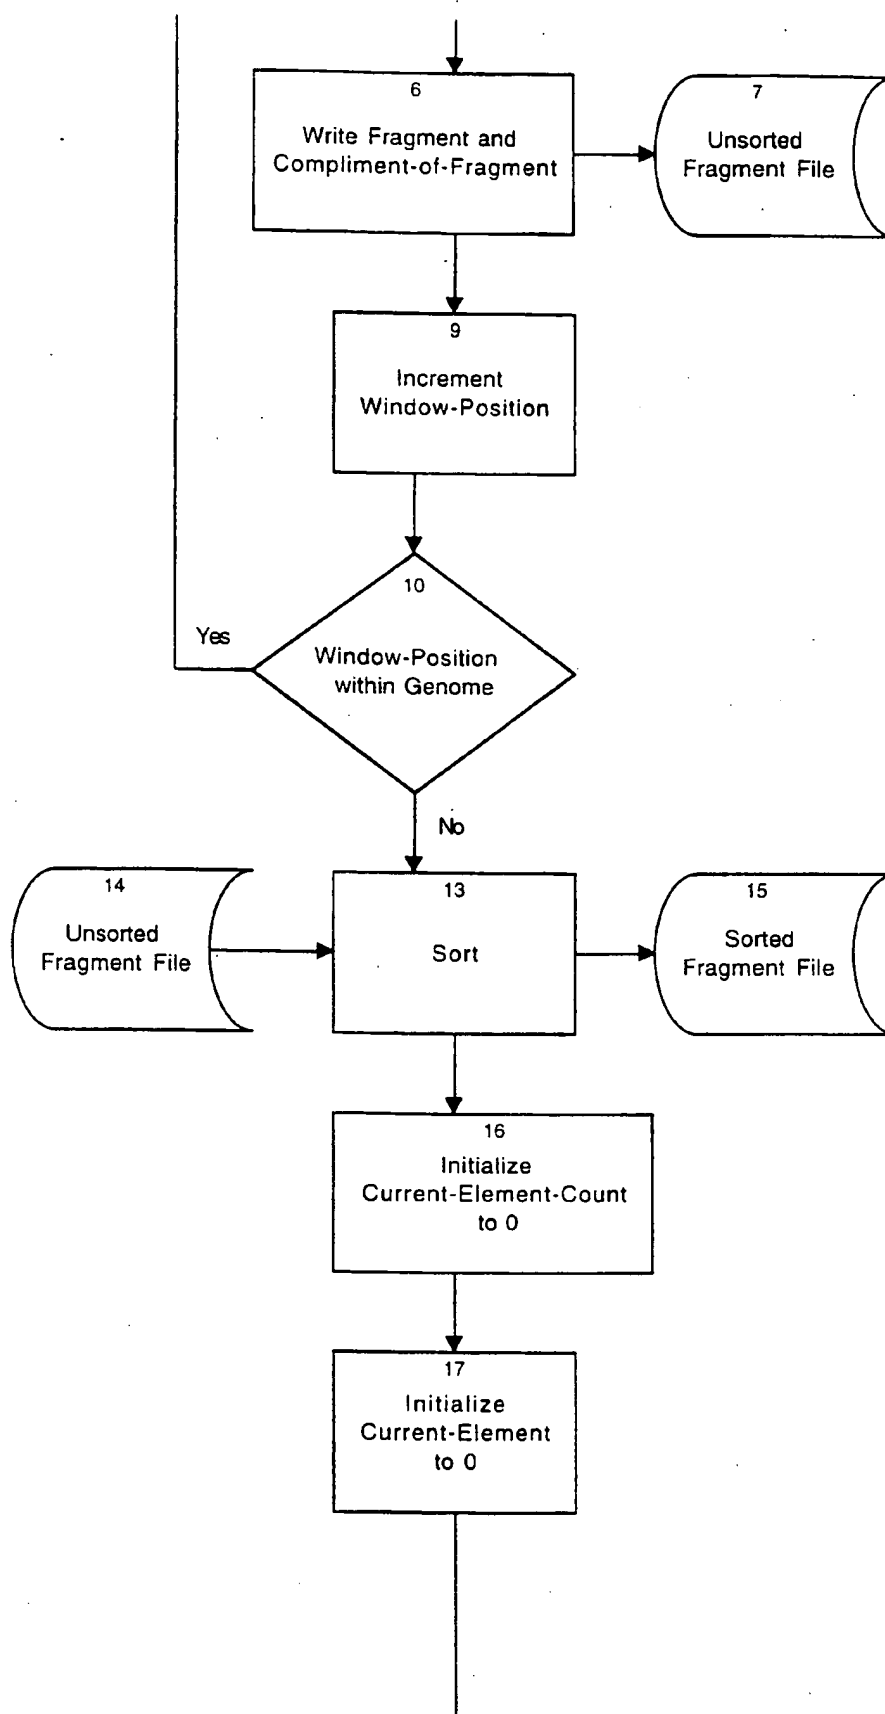 6
Write Fragment and
Compliment-of-Fragment
7
Unsorted
Fragment File
9
Increment
Window-Position
10
Window-Position
within Genome
Yes
No
14
Unsorted
Fragment File
13
Sort
15
Sorted
Fragment File
16
Initialize
Current-Element-Count
to 0
17
Initialize
Current-Element
to 0